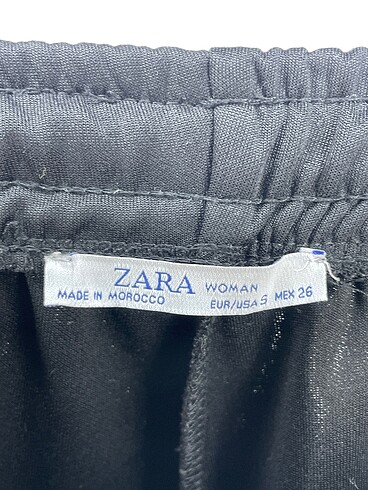 ZARA WOMAN
MADE IN MOROCCO EUR/USA S MEX 26